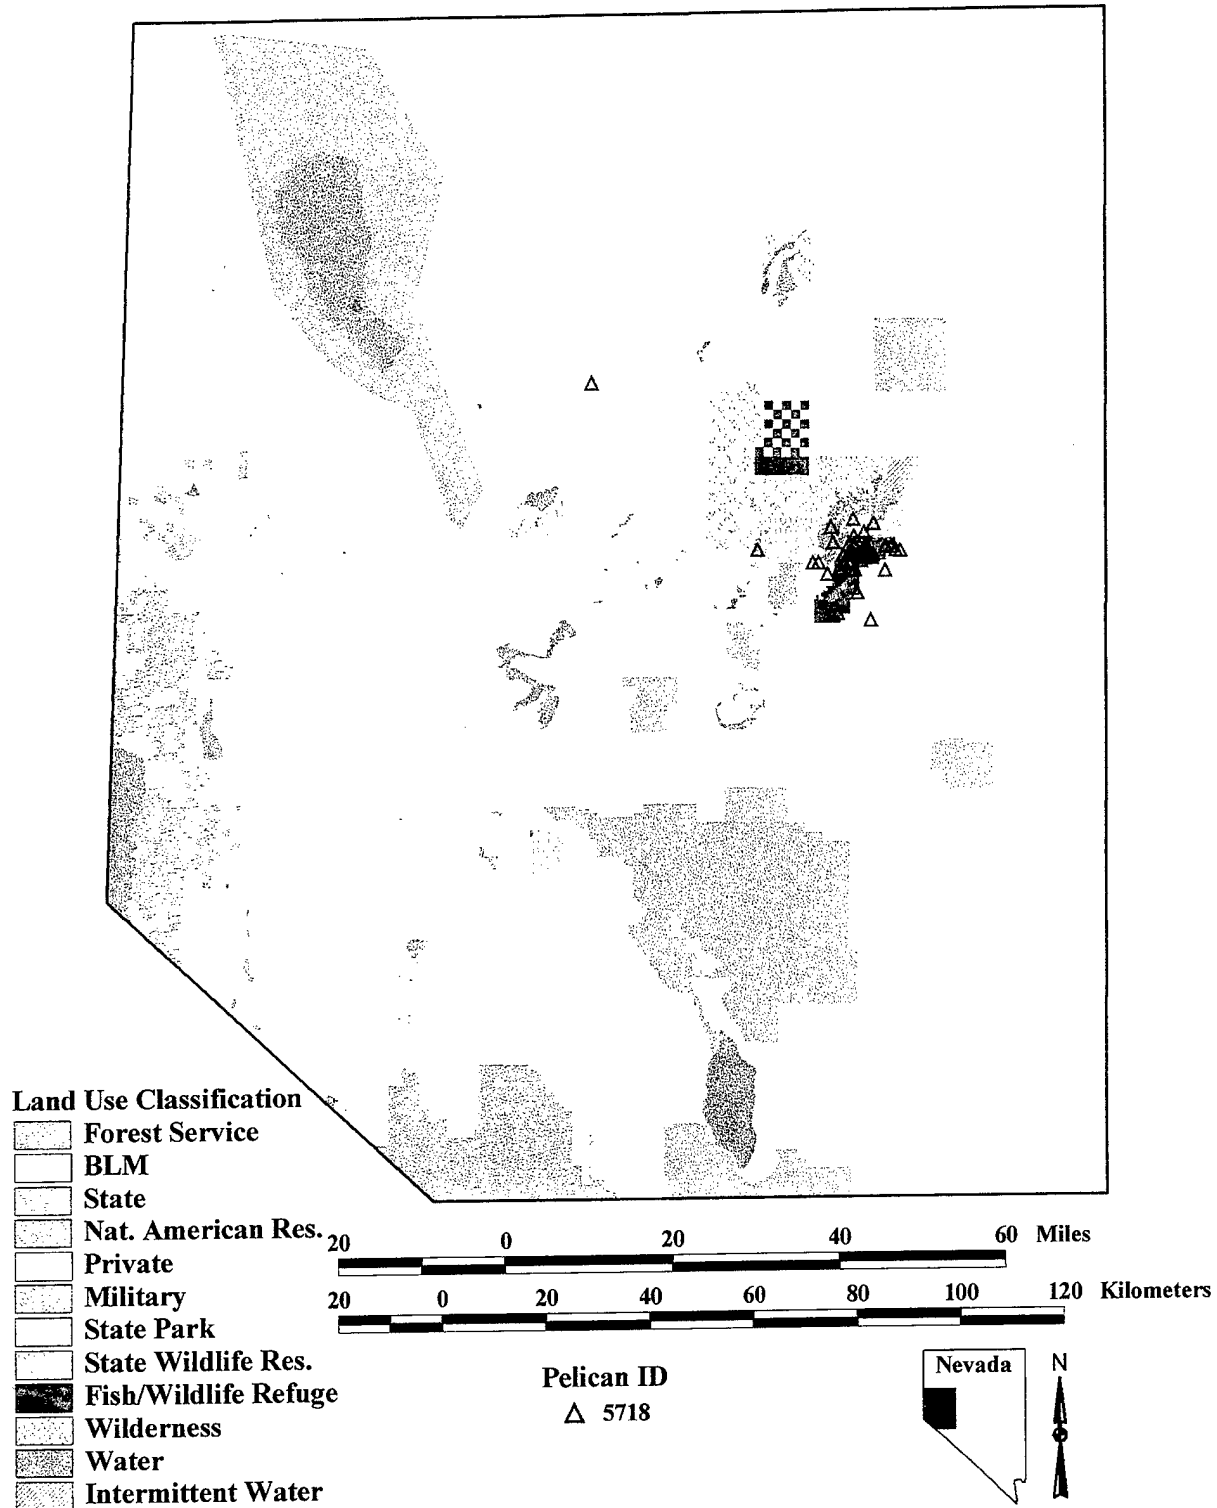 Land Use Classification
Forest Service
BLM
State
Nat. American Res.
Private
Military
State Park
State Wildlife Res.
Fish/Wildlife Refuge
Wilderness
Water
Intermittent Water
20 0 20 40 60 Miles
20 0 20 40 60 80 100 120 Kilometers
Pelican ID
5718
Nevada
N